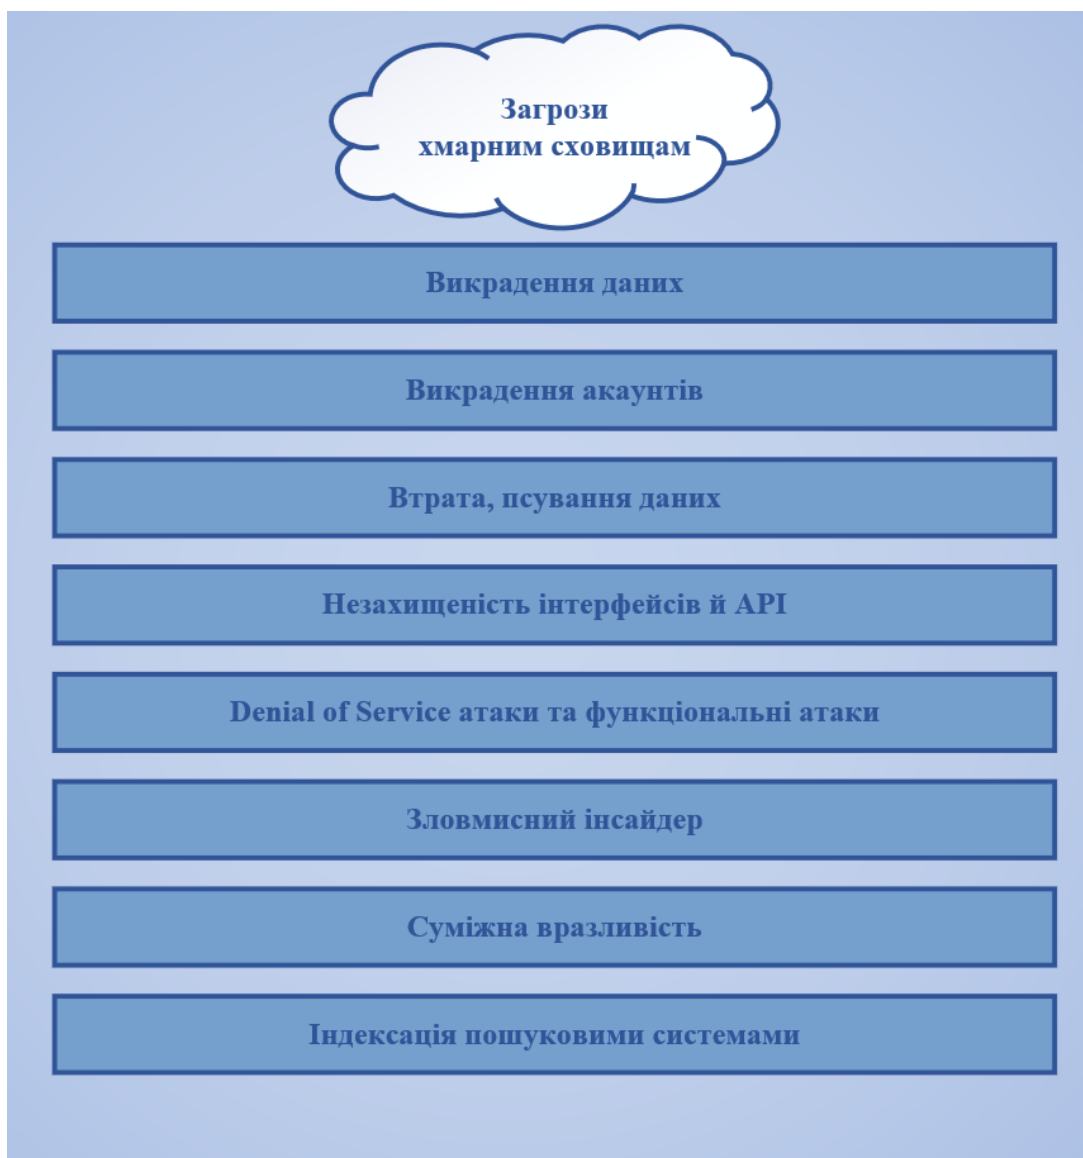 Загрози
хмарним сховищам
Викрадення даних
Викрадення акаунтів
Втрата, псування даних
Незахищеність інтерфейсів й API
Denial of Service атаки та функціональні атаки
Зловмисний інсайдер
Суміжна вразливість
Індексація пошуковими системами